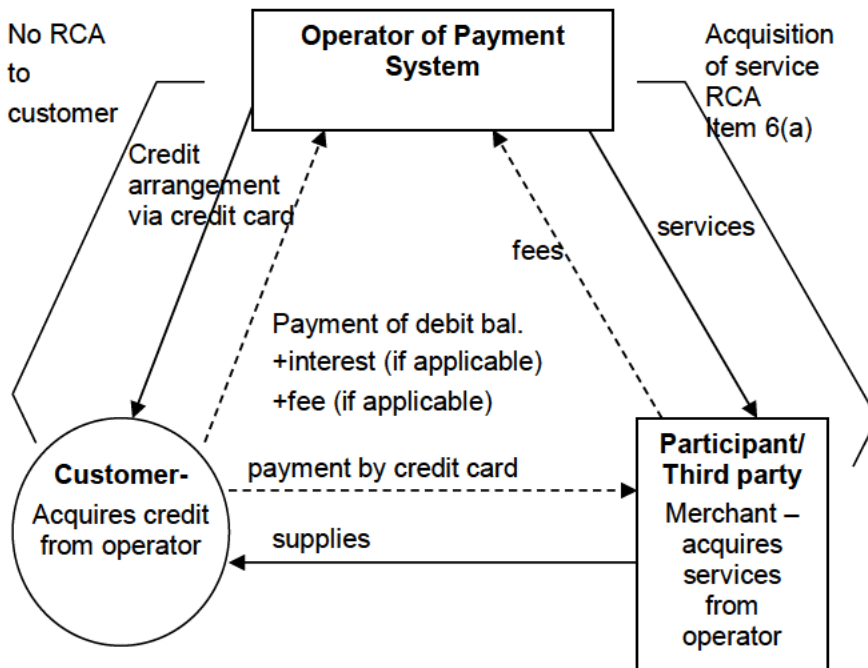 No RCA
to
customer
Operator of Payment
System
Acquisition
of service
RCA
Item 6(a)
Credit
arrangement
via credit card
fees
services
Payment of debit bal.
+interest (if applicable)
+fee (if applicable)
Customer-
Acquires credit
from operator
payment by credit card
supplies
Participant/
Third party
Merchant –
acquires
services
from
operator